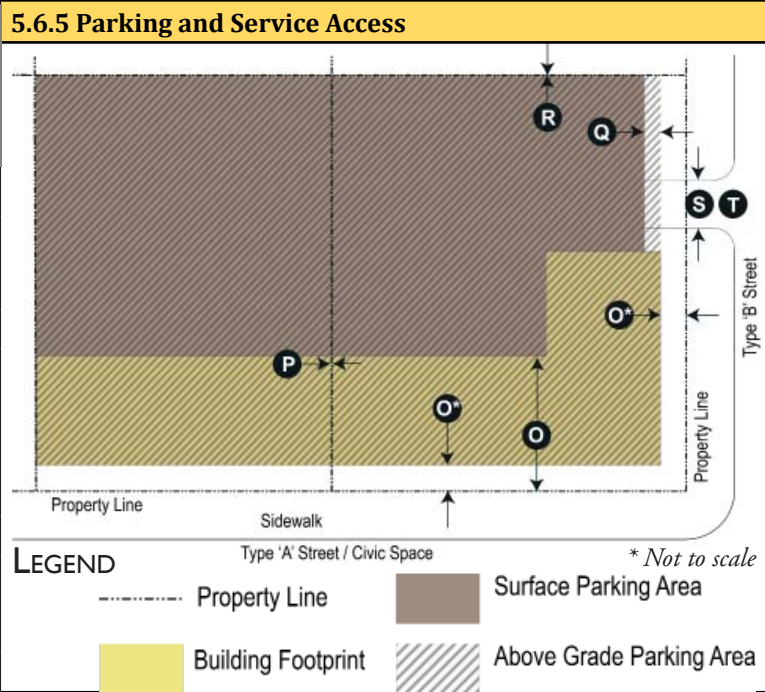 5.6.5 Parking and Service Access
R
Q
S T
O*
Type 'B' Street
P
O*
O
Property Line
Property Line
Sidewalk
Type 'A' Street / Civic Space
* Not to scale
LEGEND
Property Line
Surface Parking Area
Building Footprint
Above Grade Parking Area